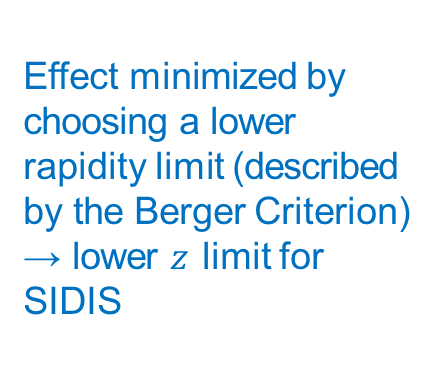 Effect minimized by
choosing a lower
rapidity limit (described
by the Berger Criterion)
→ lower z limit for
SIDIS